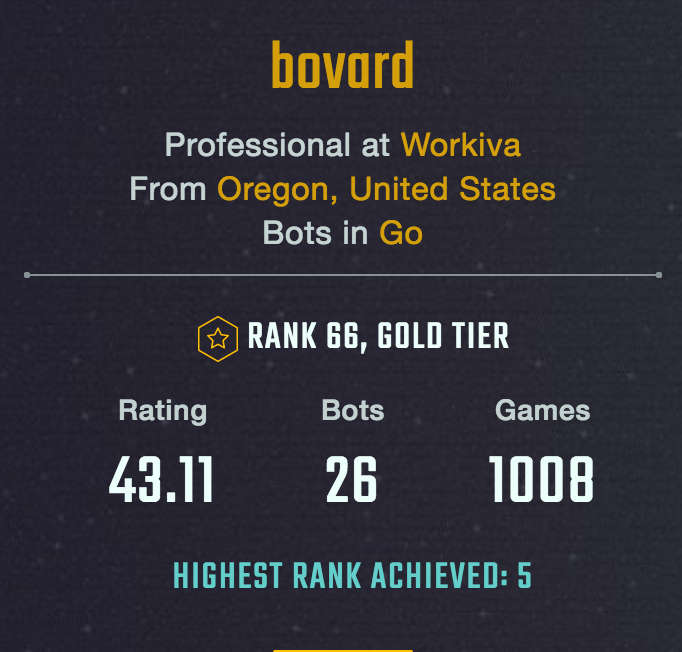 bovard
Professional at Workiva
From Oregon, United States
Bots in Go
RANK 66, GOLD TIER
Rating Bots Games
43.11 26 1008
HIGHEST RANK ACHIEVED: 5